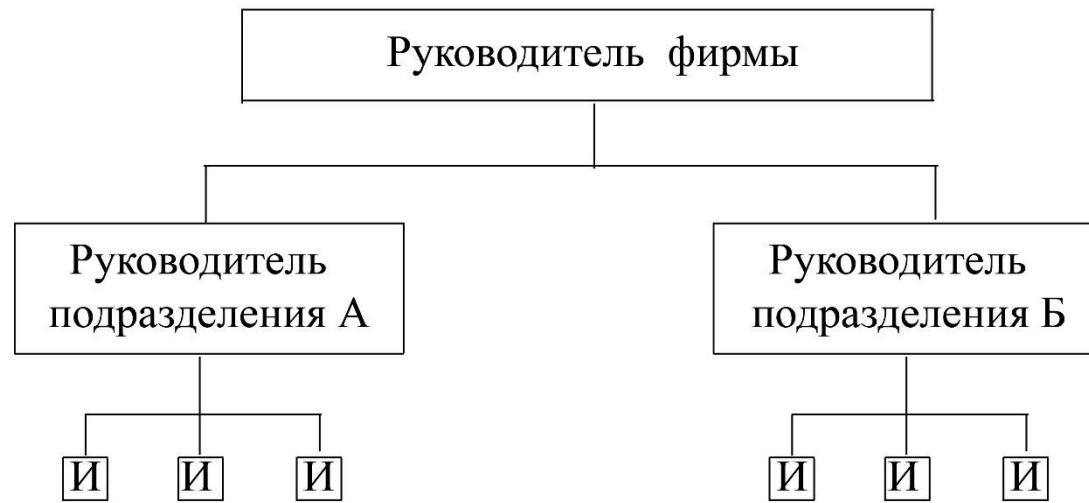 Руководитель фирмы
Руководитель
подразделения А
Руководитель
подразделения Б
И И И И И И